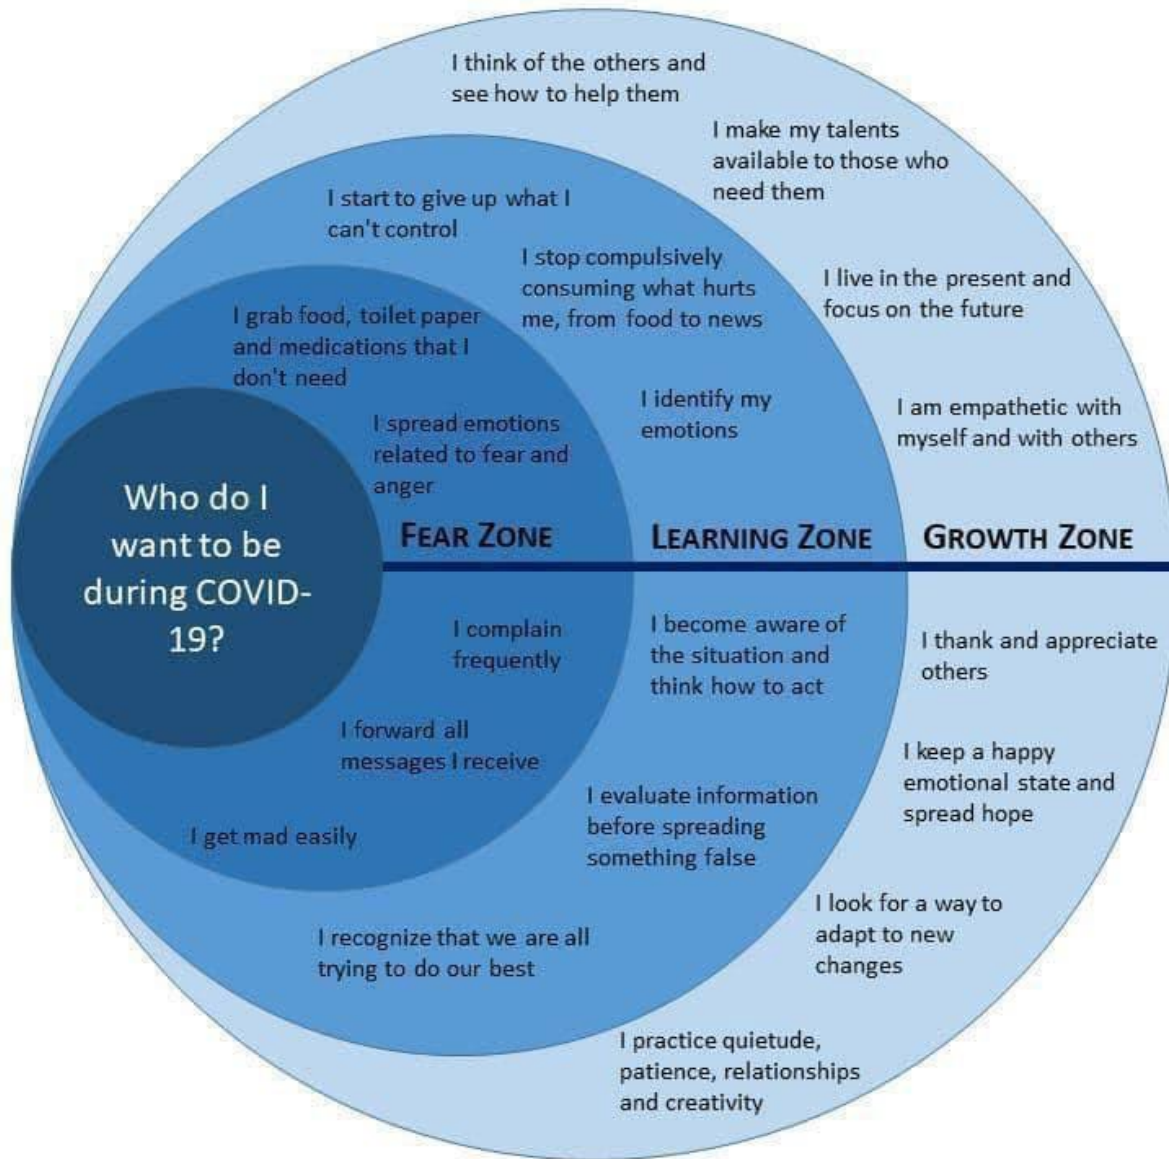 I think of the others and
see how to help them
I make my talents
available to those who
need them
I start to give up what I
can't control
I stop compulsively
consuming what hurts
me, from food to news
I live in the present and
focus on the future
I grab food, toilet paper
and medications that I
don't need
I identify my
emotions
I am empathetic with
myself and with others
I spread emotions
related to fear and
anger
Who do I
want to be
during COVID-
19?
FEAR ZONE
LEARNING ZONE
GROWTH ZONE
I complain
frequently
I become aware of
the situation and
think how to act
I thank and appreciate
others
I forward all
messages I receive
I keep a happy
emotional state and
spread hope
I get mad easily
I evaluate information
before spreading
something false
I look for a way to
adapt to new
changes
I recognize that we are all
trying to do our best
I practice quietude,
patience, relationships
and creativity